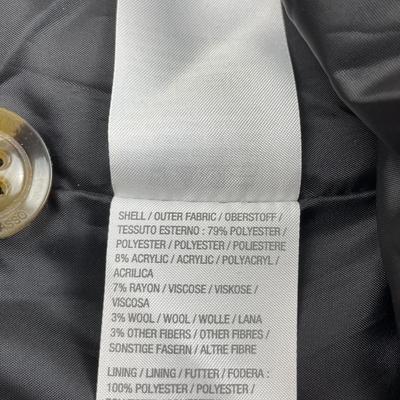 SHELL / OUTER FABRIC / OBERSTOFF /
TESSUTO ESTERNO : 79% POLYESTER /
POLYESTER / POLYESTER / POLIESTERE
8% ACRYLIC / ACRYLIC / POLYACRYL /
ACRILICA
7% RAYON / VISCOSE / VISKOSE /
VISCOSA
3% WOOL / WOOL / WOLLE / LANA
3% OTHER FIBERS / OTHER FIBRES /
SONSTIGE FASERN / ALTRE FIBRE
LINING / LINING / FUTTER / FODERA :
100% POLYESTER / POLYESTER /